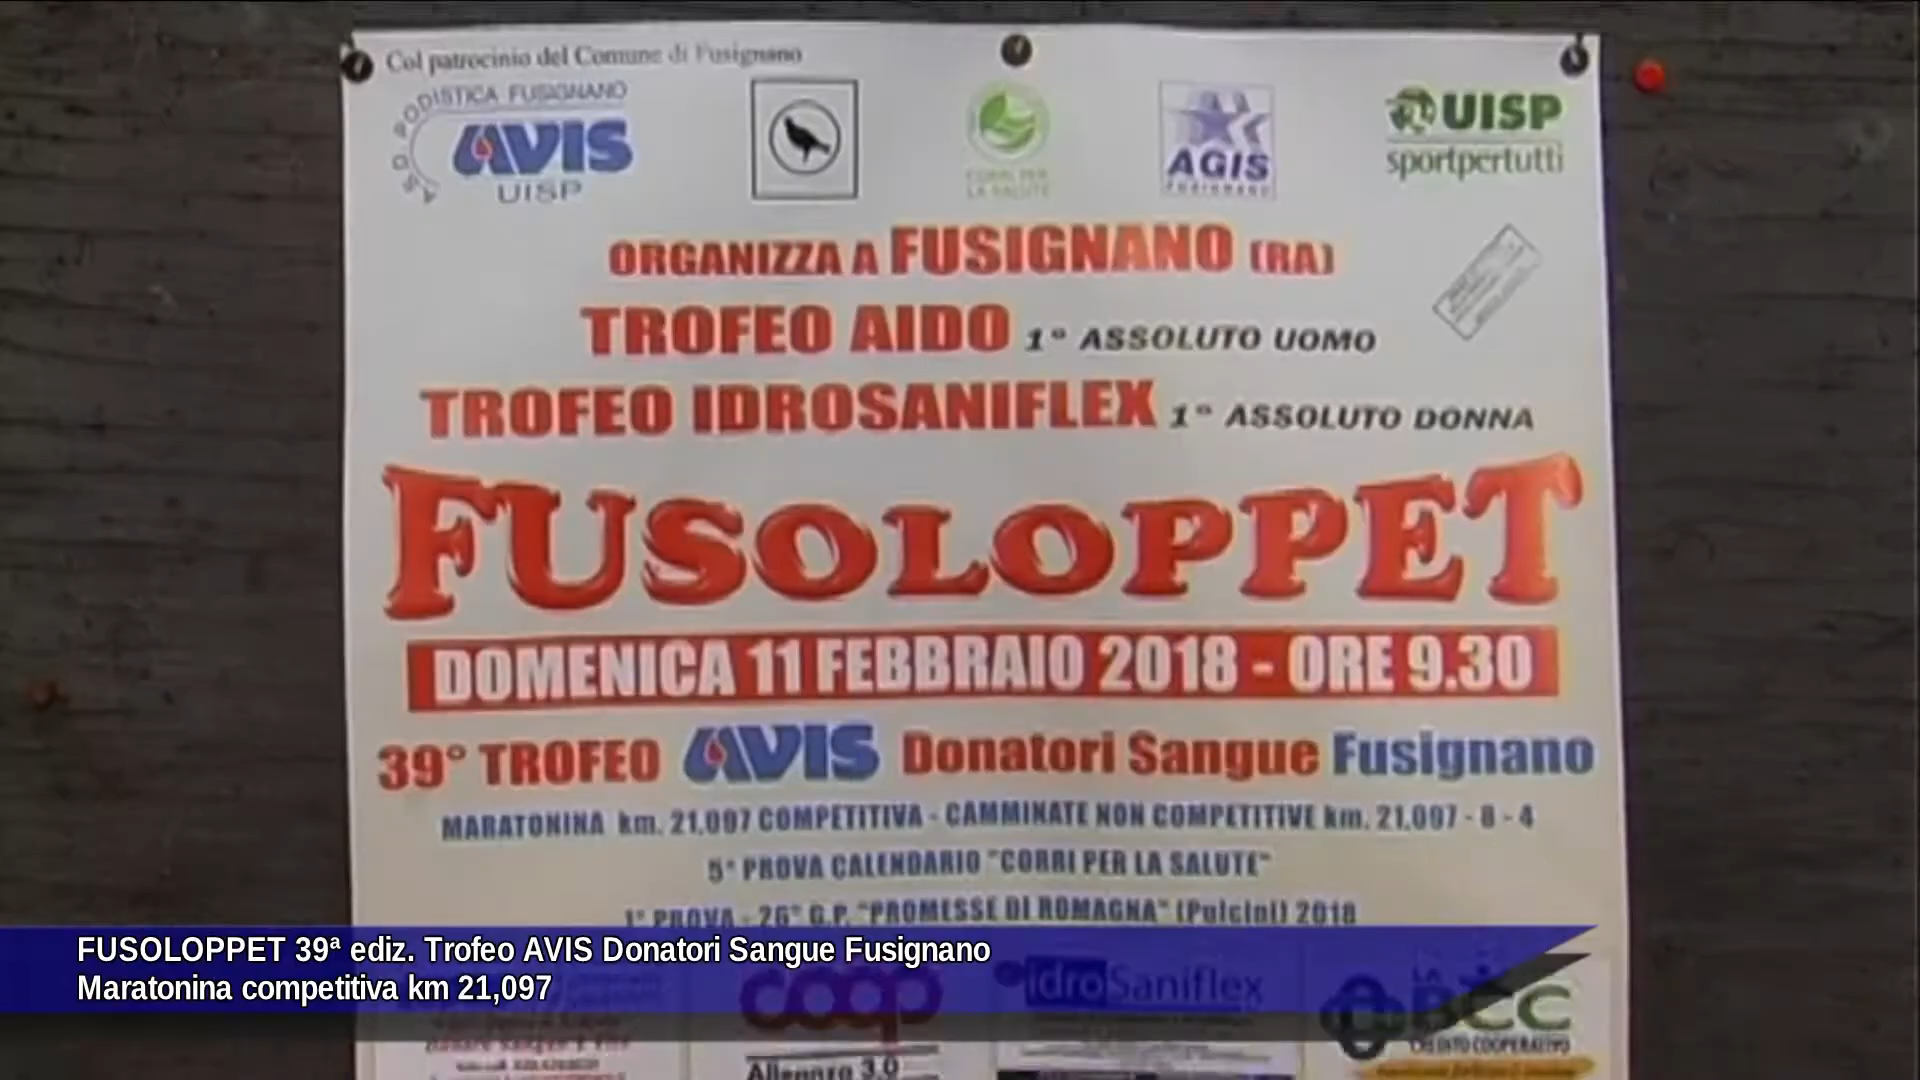 Col patrocinio del Comune di Fusignano
A.S.D. PODISTICA FUSIGNANO
AVIS
UISP
CORRI PER
LA SALUTE
AGIS
FUSIGNANO
UISP
sportpertutti
ORGANIZZA A FUSIGNANO (RA)
TROFEO AIDO 1° ASSOLUTO UOMO
TROFEO IDROSANIFLEX 1° ASSOLUTO DONNA
FUSOLOPPET
DOMENICA 11 FEBBRAIO 2018 - ORE 9.30
39° TROFEO AVIS Donatori Sangue Fusignano
MARATONINA km. 21,097 COMPETITIVA - CAMMINATE NON COMPETITIVE km. 21,097 - 8 - 4
5° PROVA CALENDARIO "CORRI PER LA SALUTE"
1° PROVA - 26° G.P. "PROMESSE DI ROMAGNA" (Pulcini) 2018
FUSOLOPPET 39ª ediz. Trofeo AVIS Donatori Sangue Fusignano
Maratonina competitiva km 21,097
coop
Alleanza 3.0
idroSaniflex
BCC
CREDITO COOPERATIVO